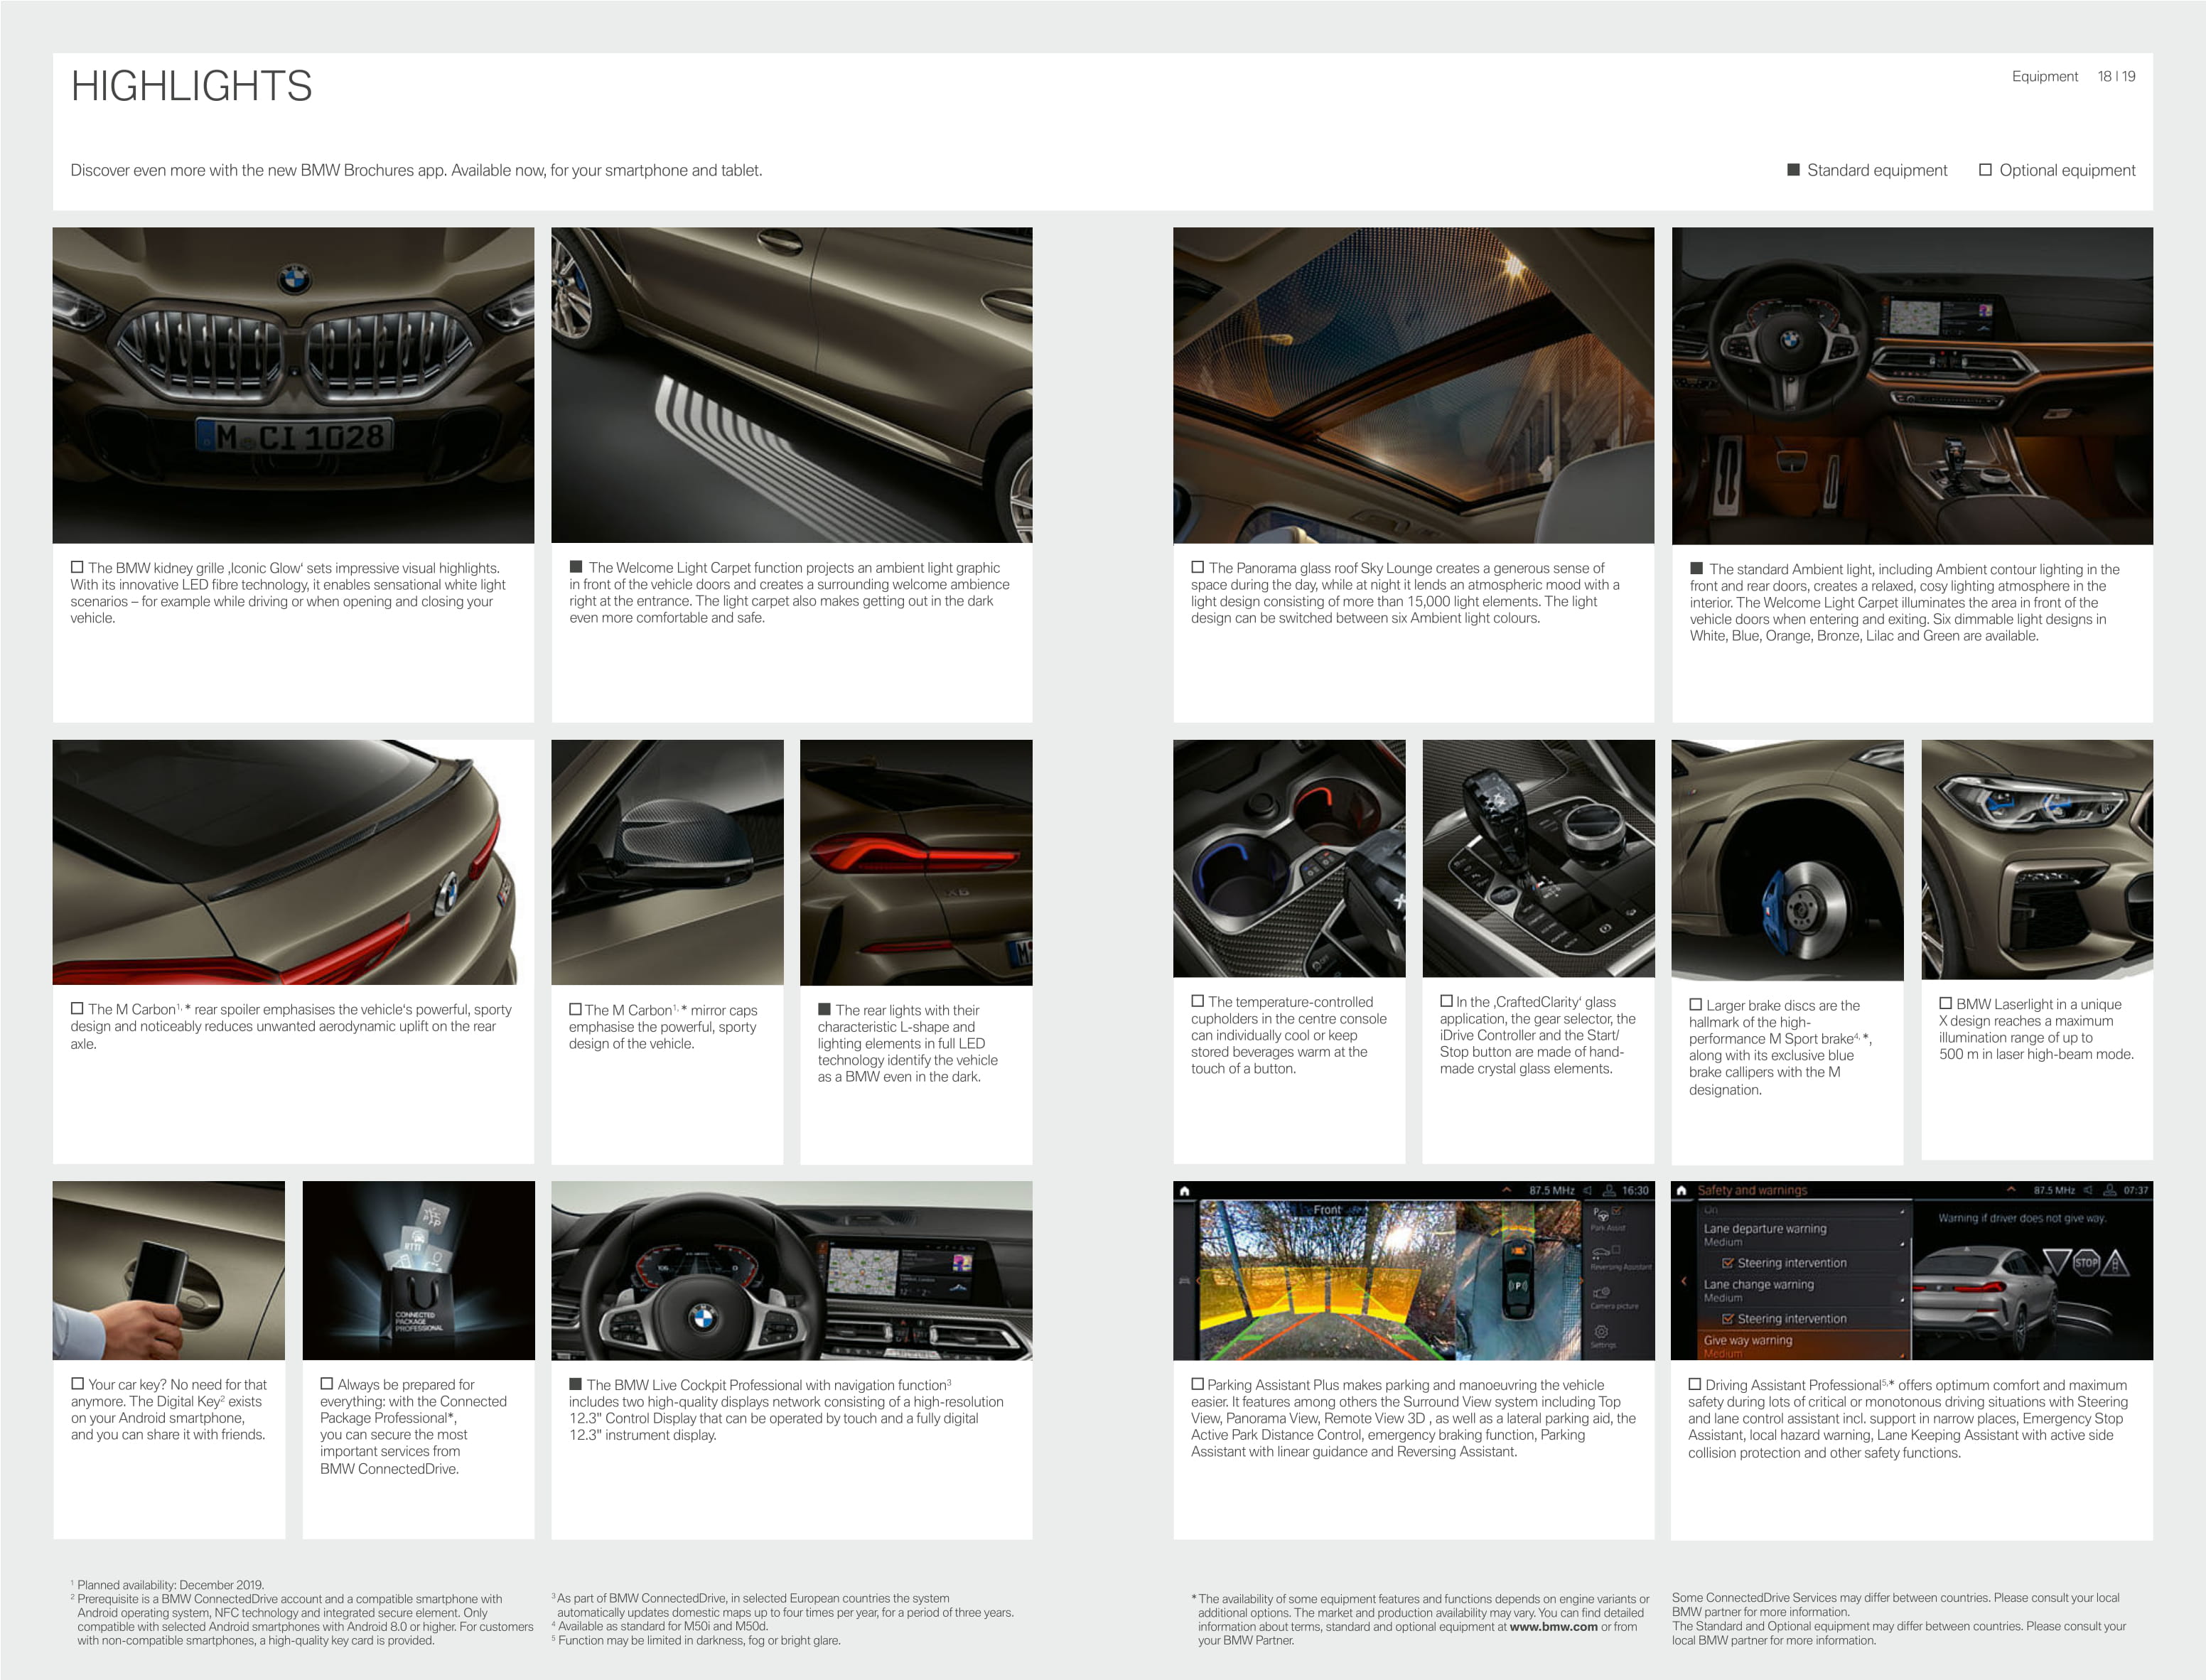 HIGHLIGHTS
Equipment 18 | 19
Discover even more with the new BMW Brochures app. Available now, for your smartphone and tablet.
■ Standard equipment □ Optional equipment
M CI 1028
□ The BMW kidney grille ‚Iconic Glow‘ sets impressive visual highlights.
With its innovative LED fibre technology, it enables sensational white light
scenarios – for example while driving or when opening and closing your
vehicle.
■ The Welcome Light Carpet function projects an ambient light graphic
in front of the vehicle doors and creates a surrounding welcome ambience
right at the entrance. The light carpet also makes getting out in the dark
even more comfortable and safe.
□ The Panorama glass roof Sky Lounge creates a generous sense of
space during the day, while at night it lends an atmospheric mood with a
light design consisting of more than 15,000 light elements. The light
design can be switched between six Ambient light colours.
■ The standard Ambient light, including Ambient contour lighting in the
front and rear doors, creates a relaxed, cosy lighting atmosphere in the
interior. The Welcome Light Carpet illuminates the area in front of the
vehicle doors when entering and exiting. Six dimmable light designs in
White, Blue, Orange, Bronze, Lilac and Green are available.
X6
□ The M Carbon¹,* rear spoiler emphasises the vehicle‘s powerful, sporty
design and noticeably reduces unwanted aerodynamic uplift on the rear
axle.
□ The M Carbon¹,* mirror caps
emphasise the powerful, sporty
design of the vehicle.
■ The rear lights with their
characteristic L-shape and
lighting elements in full LED
technology identify the vehicle
as a BMW even in the dark.
□ The temperature-controlled
cupholders in the centre console
can individually cool or keep
stored beverages warm at the
touch of a button.
□ In the ‚CraftedClarity‘ glass
application, the gear selector, the
iDrive Controller and the Start/
Stop button are made of hand-
made crystal glass elements.
□ Larger brake discs are the
hallmark of the high-
performance M Sport brake⁴,*,
along with its exclusive blue
brake callipers with the M
designation.
□ BMW Laserlight in a unique
X design reaches a maximum
illumination range of up to
500 m in laser high-beam mode.
RTTI
CONNECTED
PACKAGE
PROFESSIONAL
87.5 MHz 16:30
Front
Park Assist
Reversing Assistant
Camera picture
Settings
(P)
Safety and warnings
87.5 MHz 07:37
On
Lane departure warning
Medium
Steering intervention
Lane change warning
Medium
Steering intervention
Give way warning
Medium
Warning if driver does not give way.
STOP
□ Your car key? No need for that
anymore. The Digital Key² exists
on your Android smartphone,
and you can share it with friends.
□ Always be prepared for
everything: with the Connected
Package Professional*,
you can secure the most
important services from
BMW ConnectedDrive.
■ The BMW Live Cockpit Professional with navigation function³
includes two high-quality displays network consisting of a high-resolution
12.3" Control Display that can be operated by touch and a fully digital
12.3" instrument display.
□ Parking Assistant Plus makes parking and manoeuvring the vehicle
easier. It features among others the Surround View system including Top
View, Panorama View, Remote View 3D , as well as a lateral parking aid, the
Active Park Distance Control, emergency braking function, Parking
Assistant with linear guidance and Reversing Assistant.
□ Driving Assistant Professional⁵,* offers optimum comfort and maximum
safety during lots of critical or monotonous driving situations with Steering
and lane control assistant incl. support in narrow places, Emergency Stop
Assistant, local hazard warning, Lane Keeping Assistant with active side
collision protection and other safety functions.
¹ Planned availability: December 2019.
² Prerequisite is a BMW ConnectedDrive account and a compatible smartphone with
Android operating system, NFC technology and integrated secure element. Only
compatible with selected Android smartphones with Android 8.0 or higher. For customers
with non-compatible smartphones, a high-quality key card is provided.
³ As part of BMW ConnectedDrive, in selected European countries the system
automatically updates domestic maps up to four times per year, for a period of three years.
⁴ Available as standard for M50i and M50d.
⁵ Function may be limited in darkness, fog or bright glare.
* The availability of some equipment features and functions depends on engine variants or
additional options. The market and production availability may vary. You can find detailed
information about terms, standard and optional equipment at www.bmw.com or from
your BMW Partner.
Some ConnectedDrive Services may differ between countries. Please consult your local
BMW partner for more information.
The Standard and Optional equipment may differ between countries. Please consult your
local BMW partner for more information.